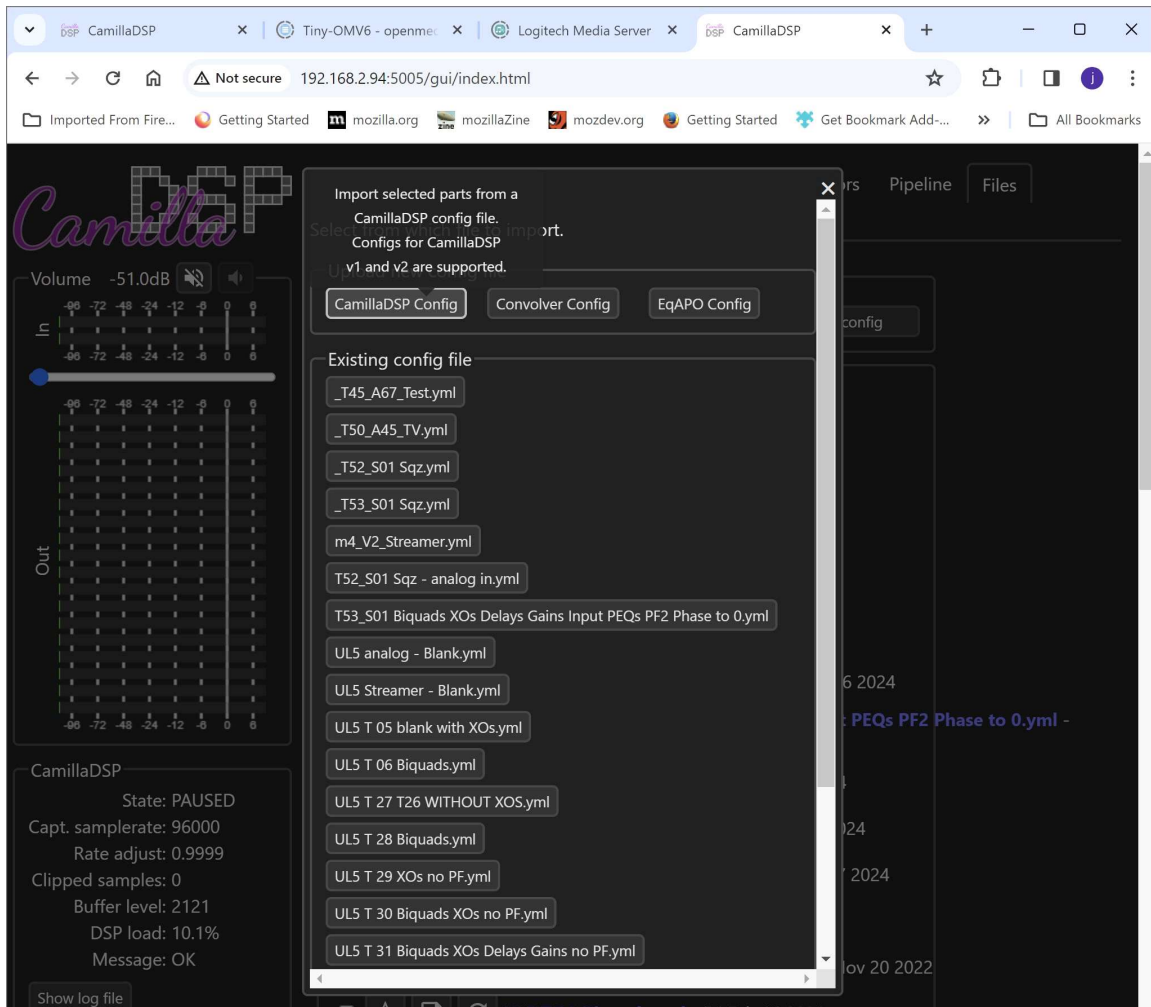 CamillaDSP
Tiny-OMV6 - openmec
Logitech Media Server
CamillaDSP
Not secure 192.168.2.94:5005/gui/index.html
j
Imported From Fire... Getting Started mozilla.org mozillaZine mozdev.org Getting Started Get Bookmark Add-... » All Bookmarks
Camilla DSP
ors Pipeline Files
Import selected parts from a
CamillaDSP config file.
Configs for CamillaDSP
v1 and v2 are supported.
Select from which file to import.
Upload new config file
CamillaDSP Config Convolver Config EqAPO Config
config
Volume -51.0dB
-96 -72 -48 -24 -12 -6 0 6
In
-96 -72 -48 -24 -12 -6 0 6
-96 -72 -48 -24 -12 -6 0 6
Out
-96 -72 -48 -24 -12 -6 0 6
Existing config file
_T45_A67_Test.yml
_T50_A45_TV.yml
_T52_S01 Sqz.yml
_T53_S01 Sqz.yml
m4_V2_Streamer.yml
T52_S01 Sqz - analog in.yml
T53_S01 Biquads XOs Delays Gains Input PEQs PF2 Phase to 0.yml
UL5 analog - Blank.yml
UL5 Streamer - Blank.yml
UL5 T 05 blank with XOs.yml
UL5 T 06 Biquads.yml
UL5 T 27 T26 WITHOUT XOS.yml
UL5 T 28 Biquads.yml
UL5 T 29 XOs no PF.yml
UL5 T 30 Biquads XOs no PF.yml
UL5 T 31 Biquads XOs Delays Gains no PF.yml
6 2024
PEQs PF2 Phase to 0.yml -
024
2024
Nov 20 2022
CamillaDSP
State: PAUSED
Capt. samplerate: 96000
Rate adjust: 0.9999
Clipped samples: 0
Buffer level: 2121
DSP load: 10.1%
Message: OK
Show log file